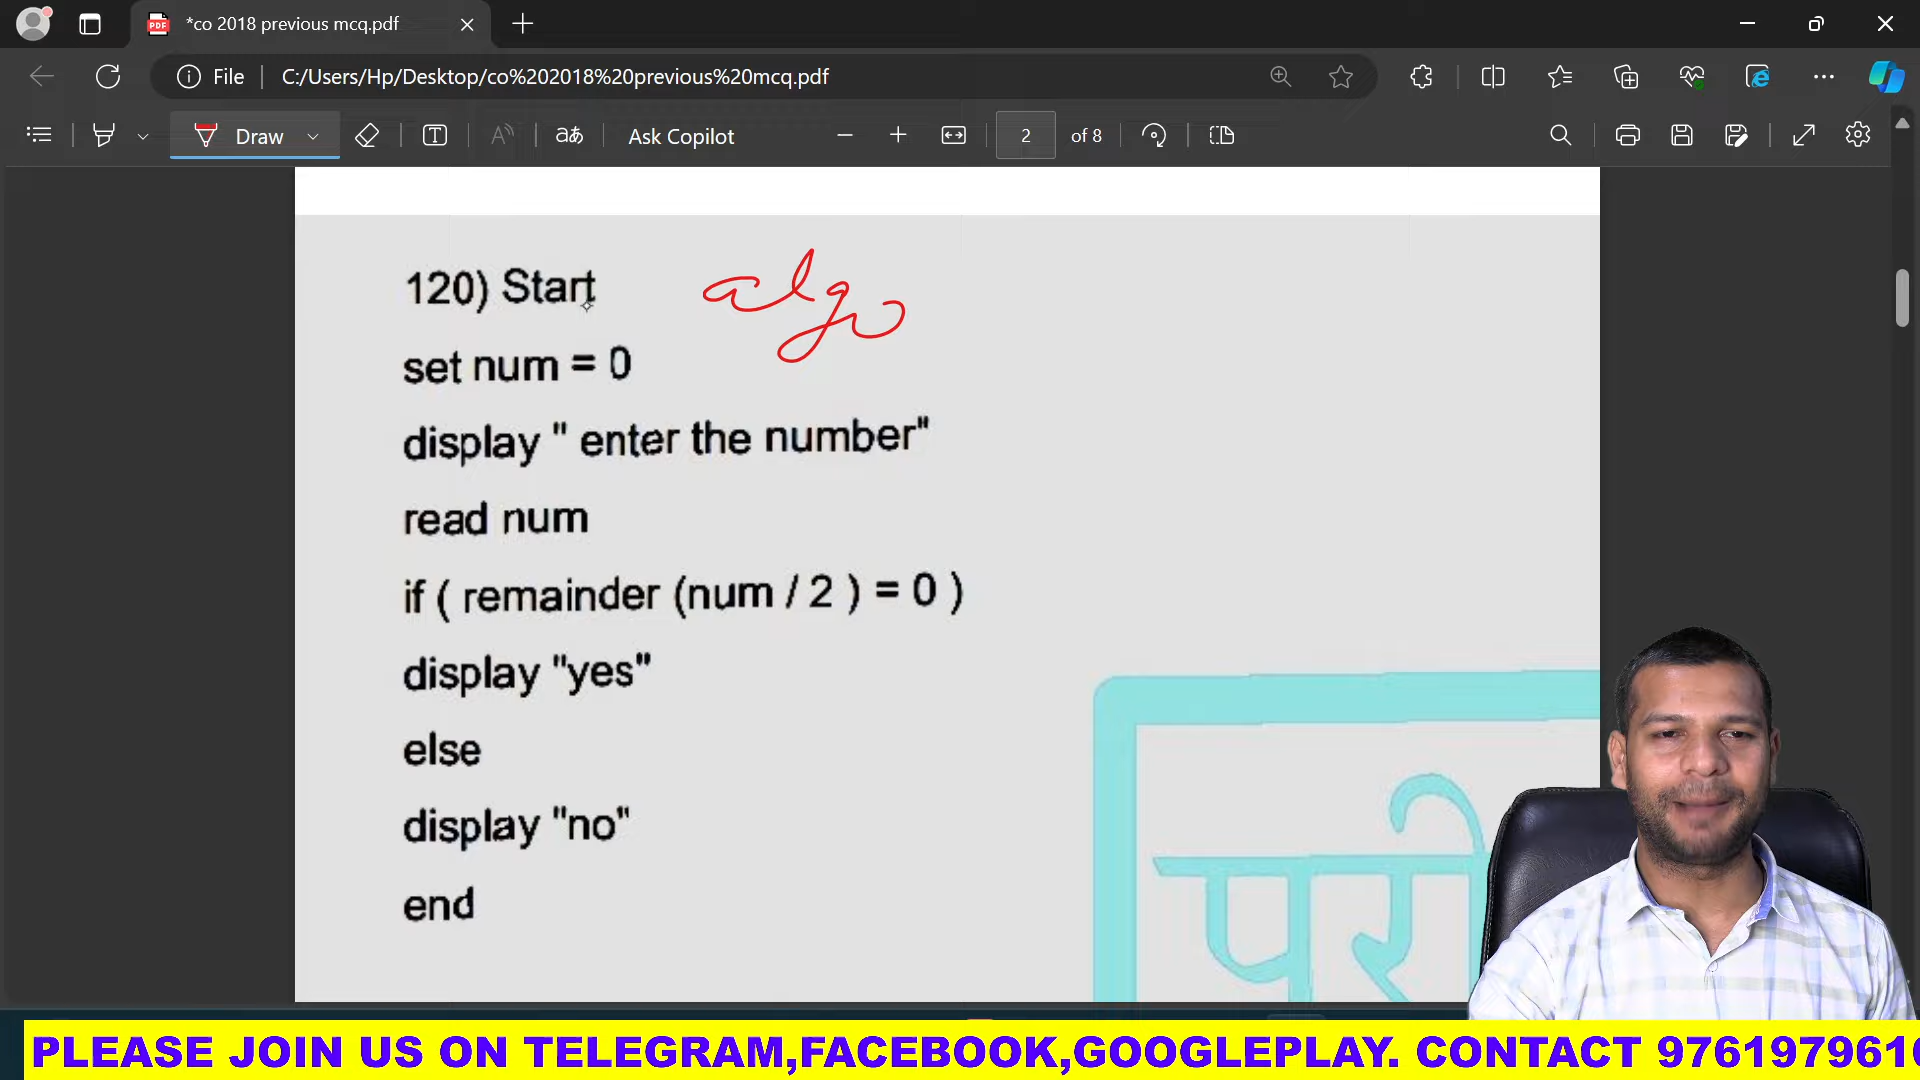 *co 2018 previous mcq.pdf
File C:/Users/Hp/Desktop/co%202018%20previous%20mcq.pdf
Draw aあ Ask Copilot 2 of 8
120) Start
algo
set num = 0
display " enter the number"
read num
if ( remainder (num / 2 ) = 0 )
display "yes"
else
display "no"
end
PLEASE JOIN US ON TELEGRAM,FACEBOOK,GOOGLEPLAY. CONTACT 976197961